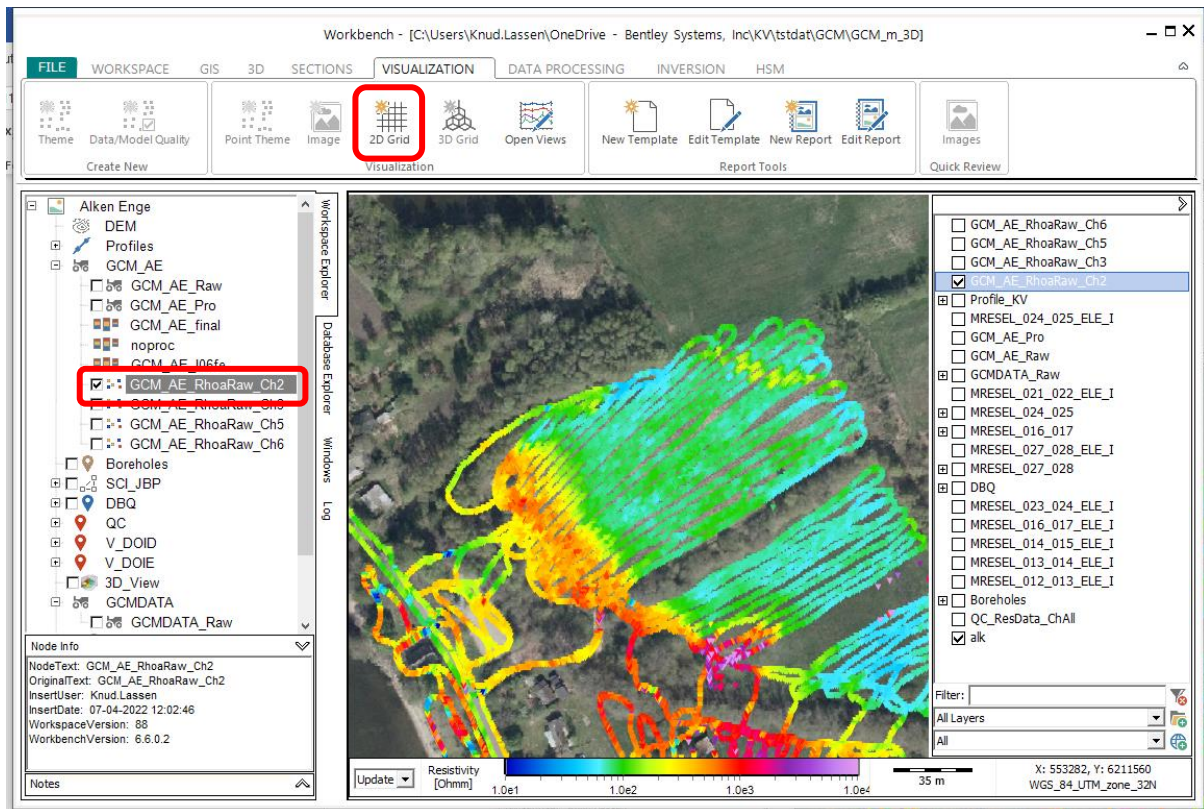 Workbench - [C:\Users\Knud.Lassen\OneDrive - Bentley Systems, Inc\KV\tstdat\GCM\GCM_m_3D]
FILE WORKSPACE GIS 3D SECTIONS VISUALIZATION DATA PROCESSING INVERSION HSM
Theme Data/Model Quality Point Theme Image 2D Grid 3D Grid Open Views New Template Edit Template New Report Edit Report Images
Create New Visualization Report Tools Quick Review
Alken Enge
DEM
Profiles
GCM_AE
GCM_AE_Raw
GCM_AE_Pro
GCM_AE_final
noproc
GCM_AE_I06fe
GCM_AE_RhoaRaw_Ch2
GCM_AE_RhoaRaw_Ch3
GCM_AE_RhoaRaw_Ch5
GCM_AE_RhoaRaw_Ch6
Boreholes
SCI_JBP
DBQ
QC
V_DOID
V_DOIE
3D_View
GCMDATA
GCMDATA_Raw
Workspace Explorer
Database Explorer
Windows
Log
Node Info
NodeText: GCM_AE_RhoaRaw_Ch2
OriginalText: GCM_AE_RhoaRaw_Ch2
InsertUser: Knud.Lassen
InsertDate: 07-04-2022 12:02:46
WorkspaceVersion: 88
WorkbenchVersion: 6.6.0.2
Notes
GCM_AE_RhoaRaw_Ch6
GCM_AE_RhoaRaw_Ch5
GCM_AE_RhoaRaw_Ch3
GCM_AE_RhoaRaw_Ch2
Profile_KV
MRESEL_024_025_ELE_I
GCM_AE_Pro
GCM_AE_Raw
GCMDATA_Raw
MRESEL_021_022_ELE_I
MRESEL_024_025
MRESEL_016_017
MRESEL_027_028_ELE_I
MRESEL_027_028
DBQ
MRESEL_023_024_ELE_I
MRESEL_016_017_ELE_I
MRESEL_014_015_ELE_I
MRESEL_013_014_ELE_I
MRESEL_012_013_ELE_I
Boreholes
QC_ResData_ChAll
alk
Filter:
All Layers
All
Update
Resistivity
[Ohmm]
1.0e1 1.0e2 1.0e3 1.0e4
35 m
X: 553282, Y: 6211560
WGS_84_UTM_zone_32N